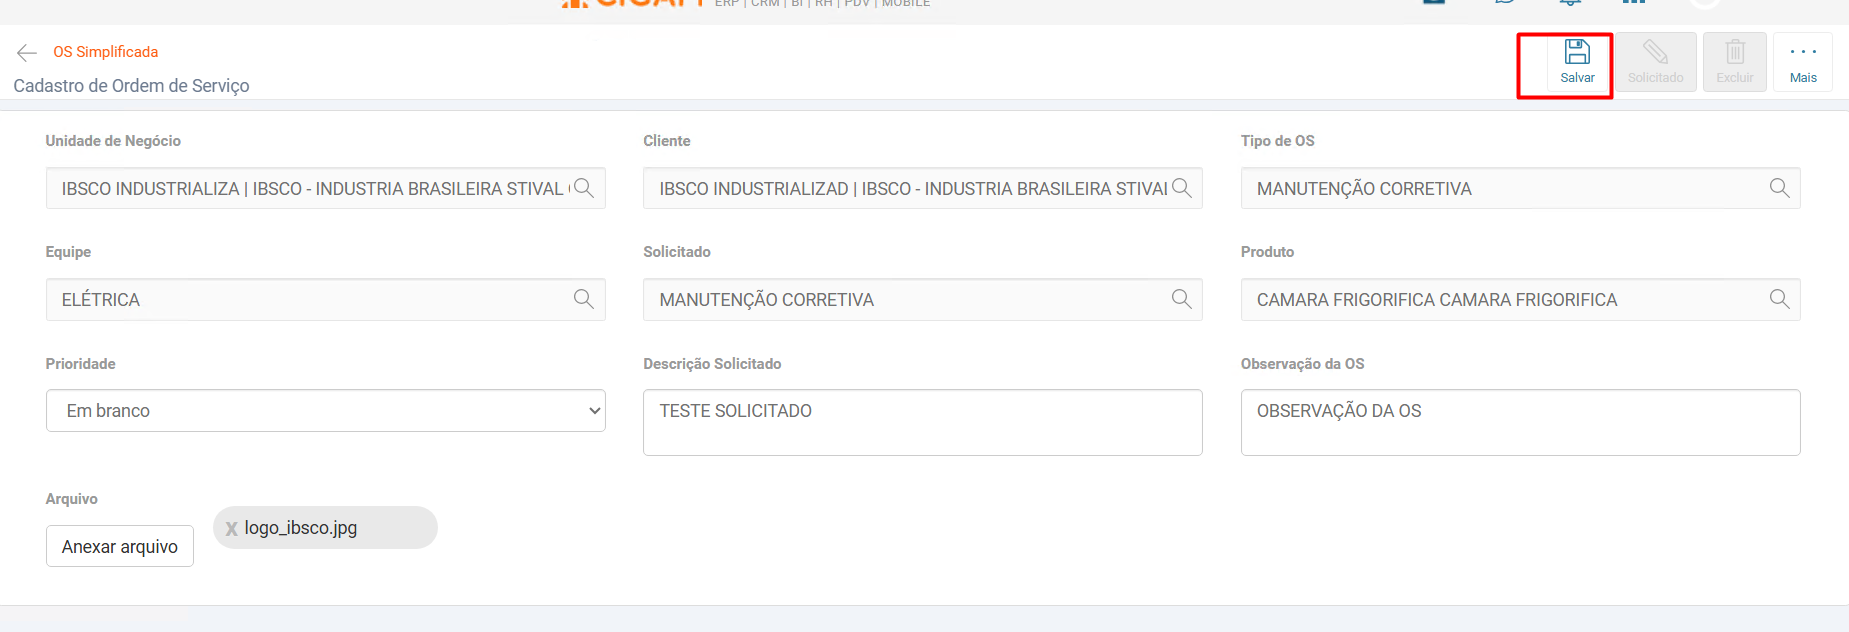 ERP | CRM | BI | RH | PDV | MOBILE
OS Simplificada
Cadastro de Ordem de Serviço
Salvar
Solicitado
Excluir
Mais
Unidade de Negócio
Cliente
Tipo de OS
IBSCO INDUSTRIALIZA | IBSCO - INDUSTRIA BRASILEIRA STIVAL
IBSCO INDUSTRIALIZAD | IBSCO - INDUSTRIA BRASILEIRA STIVAL
MANUTENÇÃO CORRETIVA
Equipe
Solicitado
Produto
ELÉTRICA
MANUTENÇÃO CORRETIVA
CAMARA FRIGORIFICA CAMARA FRIGORIFICA
Prioridade
Descrição Solicitado
Observação da OS
Em branco
TESTE SOLICITADO
OBSERVAÇÃO DA OS
Arquivo
Anexar arquivo
X logo_ibsco.jpg